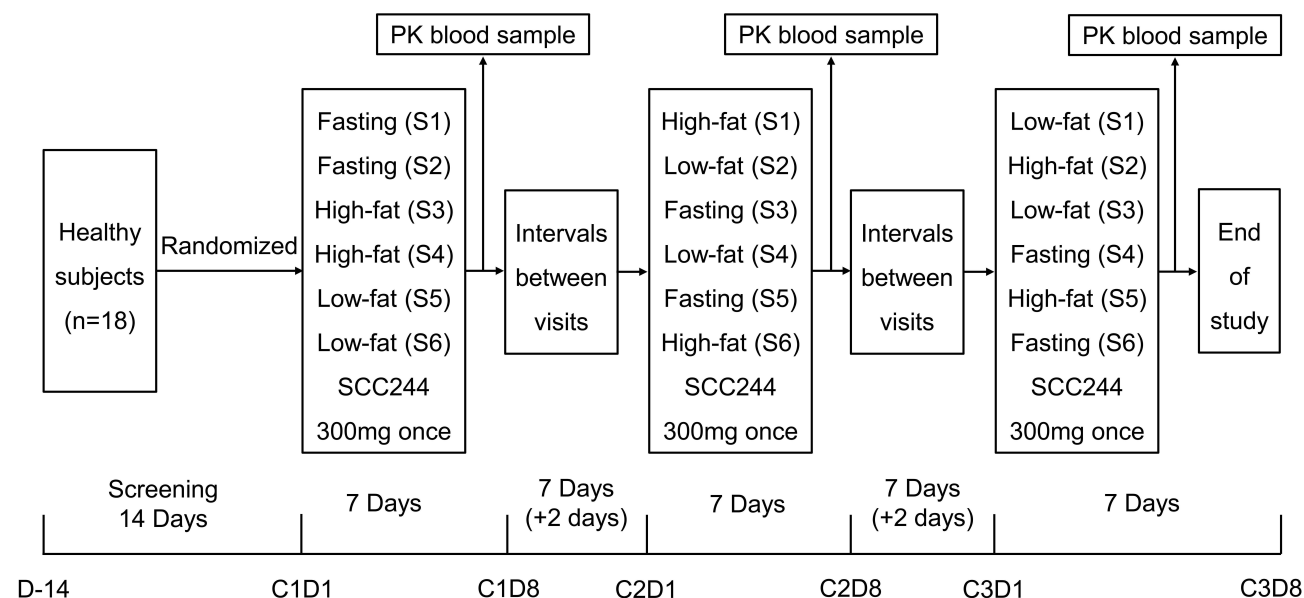 PK blood sample
PK blood sample
PK blood sample
Healthy
subjects
(n=18)
Randomized
Fasting (S1)
Fasting (S2)
High-fat (S3)
High-fat (S4)
Low-fat (S5)
Low-fat (S6)
SCC244
300mg once
Intervals
between
visits
High-fat (S1)
Low-fat (S2)
Fasting (S3)
Low-fat (S4)
Fasting (S5)
High-fat (S6)
SCC244
300mg once
Intervals
between
visits
Low-fat (S1)
High-fat (S2)
Low-fat (S3)
Fasting (S4)
High-fat (S5)
Fasting (S6)
SCC244
300mg once
End
of
study
Screening
14 Days
7 Days
7 Days
(+2 days)
7 Days
7 Days
(+2 days)
7 Days
D-14
C1D1
C1D8
C2D1
C2D8
C3D1
C3D8